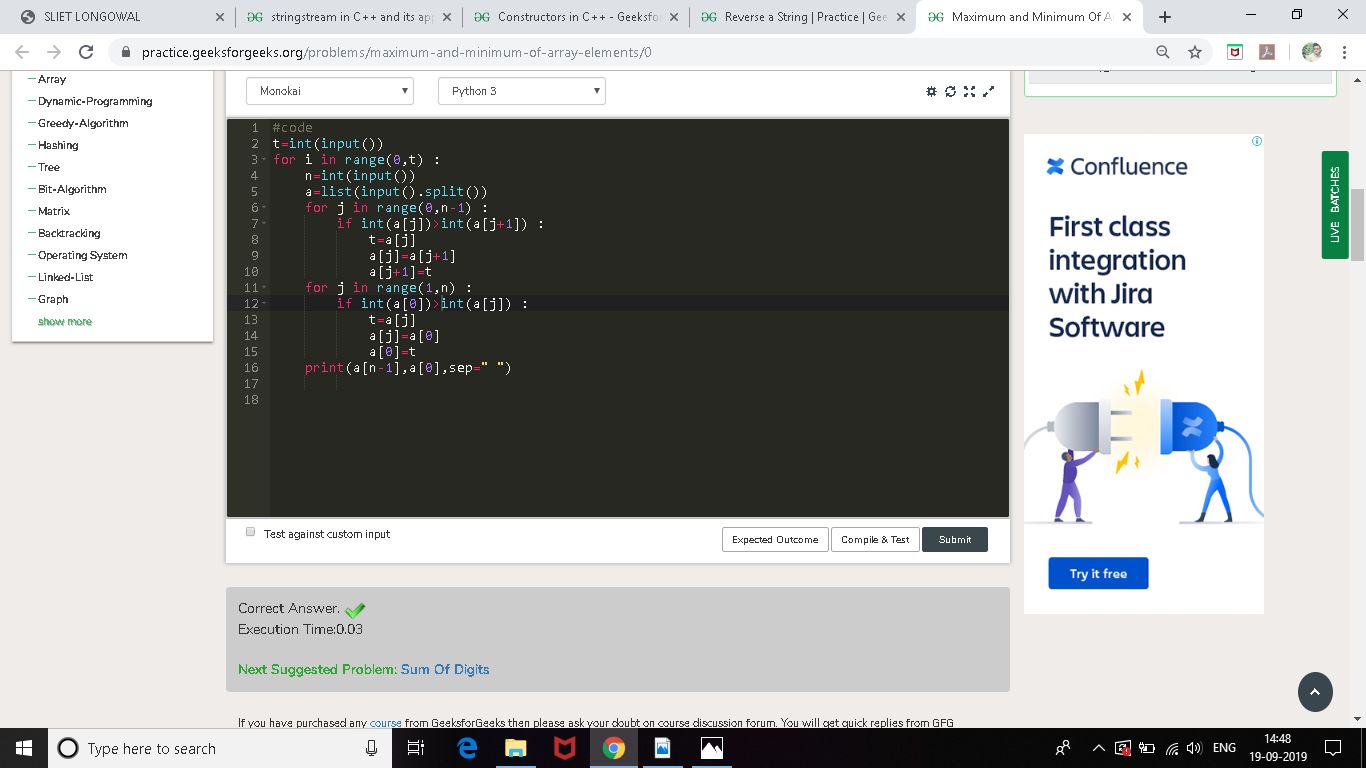 SLIET LONGOWAL
stringstream in C++ and its app
Constructors in C++ - Geeksfor
Reverse a String | Practice | Gee
Maximum and Minimum Of A
practice.geeksforgeeks.org/problems/maximum-and-minimum-of-array-elements/0
Array
Dynamic-Programming
Greedy-Algorithm
Hashing
Tree
Bit-Algorithm
Matrix
Backtracking
Operating System
Linked-List
Graph
show more
Monokai
Python 3
1 #code
2 t=int(input())
3 for i in range(0,t) :
4     n=int(input())
5     a=list(input().split())
6     for j in range(0,n-1) :
7         if int(a[j])>int(a[j+1]) :
8             t=a[j]
9             a[j]=a[j+1]
10             a[j+1]=t
11     for j in range(1,n) :
12         if int(a[0])>int(a[j]) :
13             t=a[j]
14             a[j]=a[0]
15             a[0]=t
16     print(a[n-1],a[0],sep=" ")
17
18
Test against custom input
Expected Outcome
Compile & Test
Submit
Correct Answer.
Execution Time:0.03
Next Suggested Problem: Sum Of Digits
If you have purchased any course from GeeksforGeeks then please ask your doubt on course discussion forum. You will get quick replies from GFG
Confluence
First class
integration
with Jira
Software
Try it free
LIVE BATCHES
Type here to search
ENG
14:48
19-09-2019